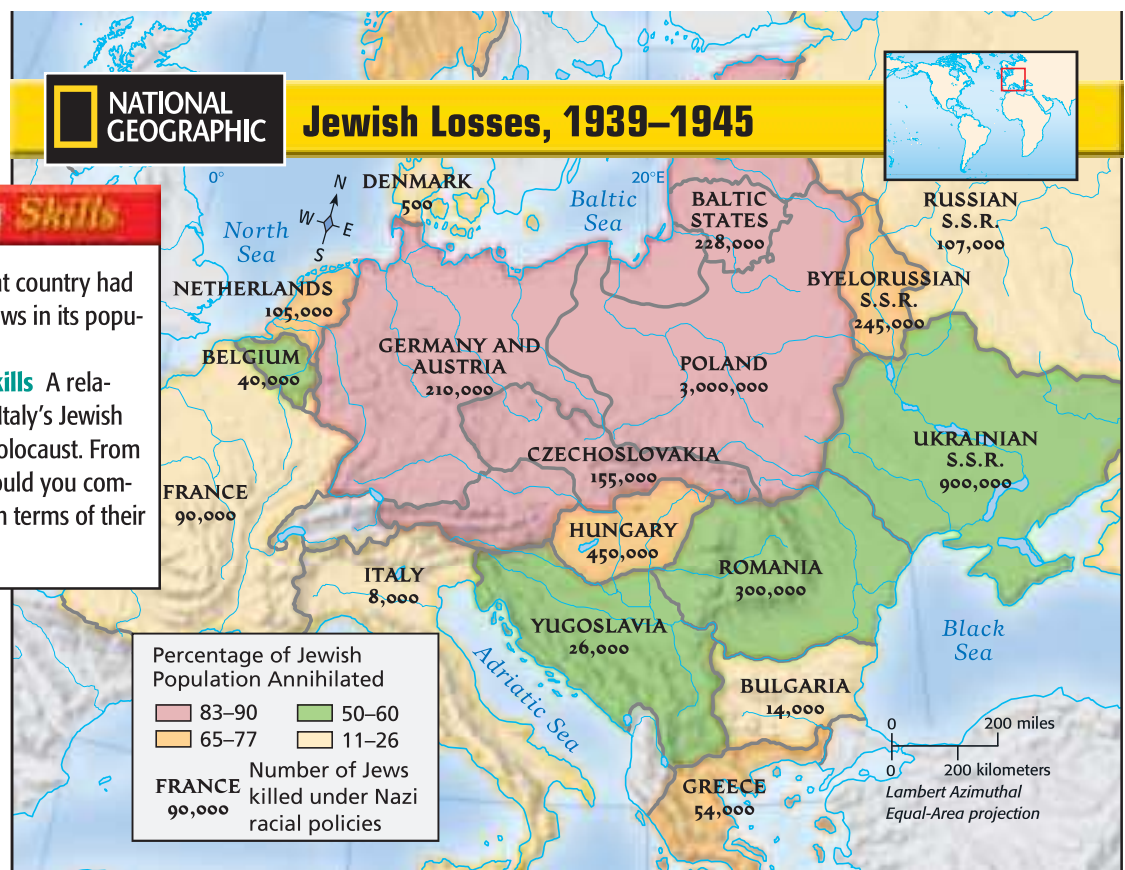 NATIONAL
GEOGRAPHIC
Jewish Losses, 1939–1945
Skills
country had
in its popu-
A rela-
Italy's Jewish
From
you com-
terms of their
0°
20°E
N
W
E
S
North
Sea
Baltic
Sea
DENMARK
500
BALTIC
STATES
228,000
RUSSIAN
S.S.R.
107,000
NETHERLANDS
105,000
BYELORUSSIAN
S.S.R.
245,000
BELGIUM
40,000
GERMANY AND
AUSTRIA
210,000
POLAND
3,000,000
CZECHOSLOVAKIA
155,000
UKRAINIAN
S.S.R.
900,000
FRANCE
90,000
HUNGARY
450,000
ITALY
8,000
ROMANIA
300,000
YUGOSLAVIA
26,000
Adriatic Sea
Black
Sea
BULGARIA
14,000
GREECE
54,000
Percentage of Jewish
Population Annihilated
83–90
50–60
65–77
11–26
FRANCE
90,000
Number of Jews
killed under Nazi
racial policies
0
200 miles
0
200 kilometers
Lambert Azimuthal
Equal-Area projection